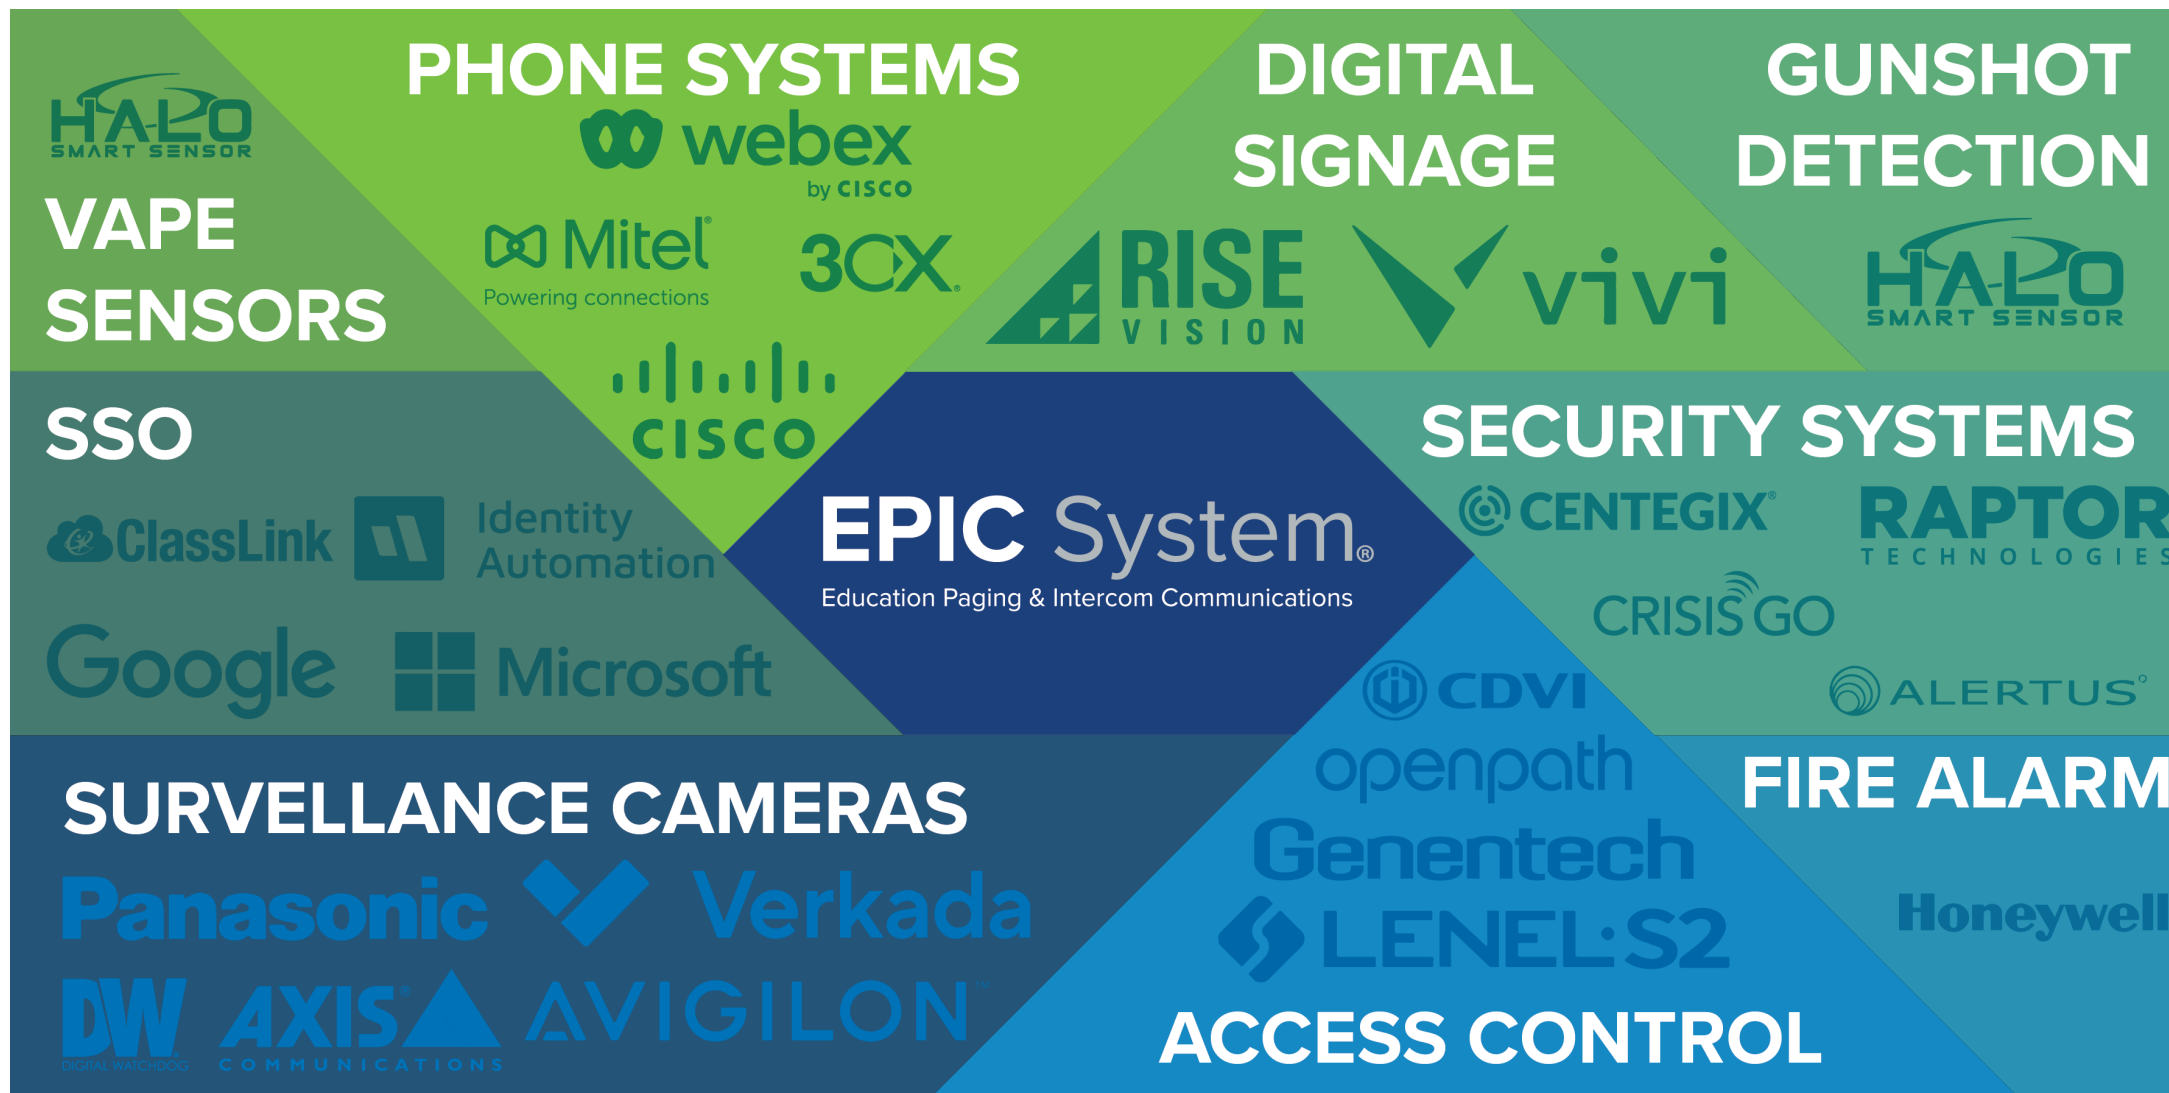 HALO
SMART SENSOR
VAPE
SENSORS
PHONE SYSTEMS
webex
by CISCO
Mitel®
Powering connections
3CX®
CISCO
DIGITAL
SIGNAGE
RISE
VISION
vivi
GUNSHOT
DETECTION
HALO
SMART SENSOR
SSO
ClassLink
Identity
Automation
Google
Microsoft
EPIC System®
Education Paging & Intercom Communications
SECURITY SYSTEMS
CENTEGIX®
RAPTOR
TECHNOLOGIES
CRISISGO
ALERTUS
SURVELLANCE CAMERAS
Panasonic
Verkada
DW®
DIGITAL WATCHDOG
AXIS®
COMMUNICATIONS
AVIGILON™
CDVI
openpath
Genentech
LENEL·S2
ACCESS CONTROL
FIRE ALARM
Honeywell